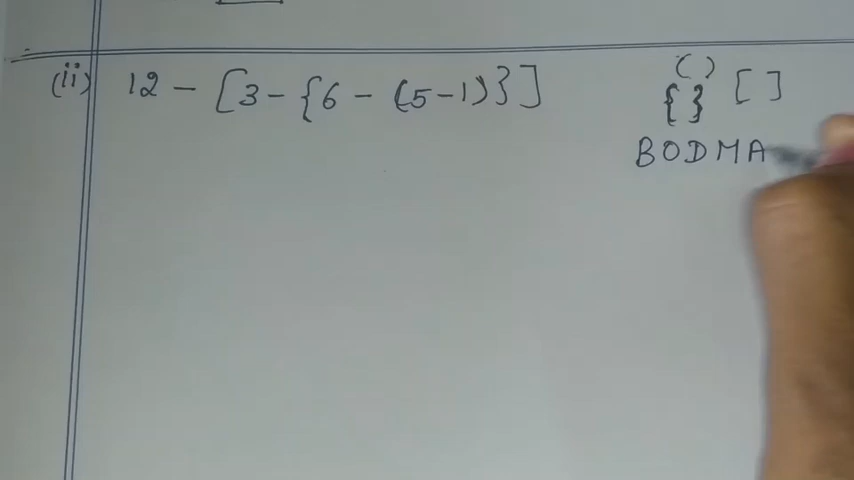 (ii) 12 - [3 - {6 - (5 - 1)}]
( )
{ } [ ]
BODMA